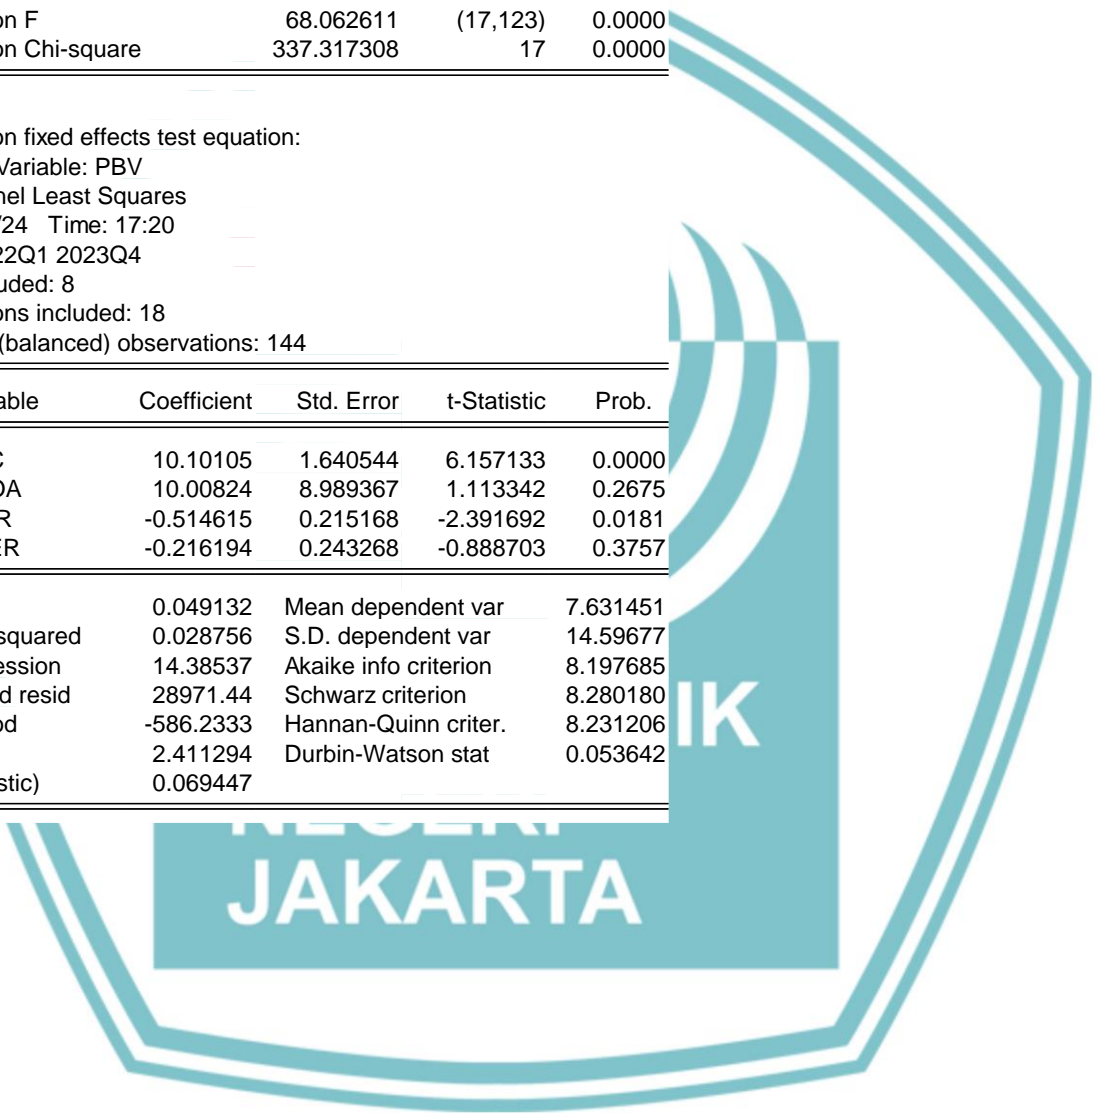 on F 68.062611 (17,123) 0.0000
on Chi-square 337.317308 17 0.0000
on fixed effects test equation:
Variable: PBV
nel Least Squares
/24 Time: 17:20
22Q1 2023Q4
uded: 8
ons included: 18
(balanced) observations: 144
able Coefficient Std. Error t-Statistic Prob.
C 10.10105 1.640544 6.157133 0.0000
OA 10.00824 8.989367 1.113342 0.2675
R -0.514615 0.215168 -2.391692 0.0181
ER -0.216194 0.243268 -0.888703 0.3757
0.049132 Mean dependent var 7.631451
squared 0.028756 S.D. dependent var 14.59677
ession 14.38537 Akaike info criterion 8.197685
d resid 28971.44 Schwarz criterion 8.280180
od -586.2333 Hannan-Quinn criter. 8.231206
2.411294 Durbin-Watson stat 0.053642
stic) 0.069447
IK
NEGERI
JAKARTA